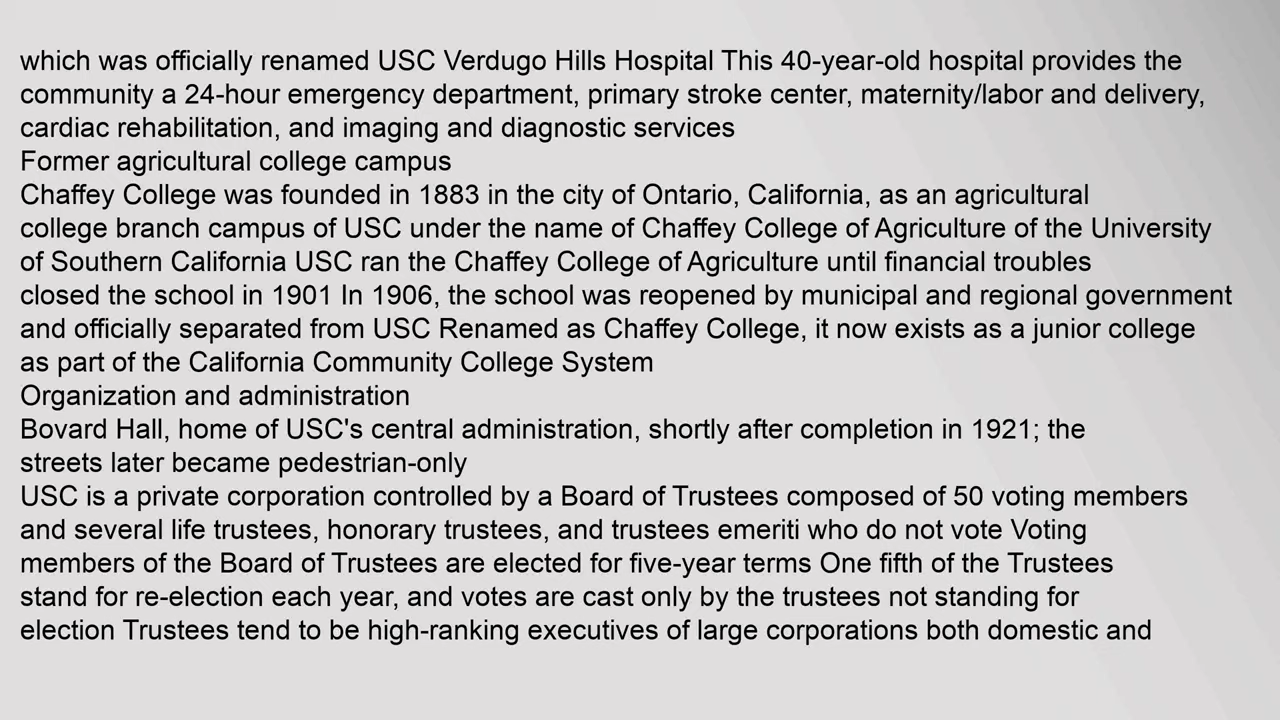 which was officially renamed USC Verdugo Hills Hospital This 40-year-old hospital provides the
community a 24-hour emergency department, primary stroke center, maternity/labor and delivery,
cardiac rehabilitation, and imaging and diagnostic services
Former agricultural college campus
Chaffey College was founded in 1883 in the city of Ontario, California, as an agricultural
college branch campus of USC under the name of Chaffey College of Agriculture of the University
of Southern California USC ran the Chaffey College of Agriculture until financial troubles
closed the school in 1901 In 1906, the school was reopened by municipal and regional government
and officially separated from USC Renamed as Chaffey College, it now exists as a junior college
as part of the California Community College System
Organization and administration
Bovard Hall, home of USC's central administration, shortly after completion in 1921; the
streets later became pedestrian-only
USC is a private corporation controlled by a Board of Trustees composed of 50 voting members
and several life trustees, honorary trustees, and trustees emeriti who do not vote Voting
members of the Board of Trustees are elected for five-year terms One fifth of the Trustees
stand for re-election each year, and votes are cast only by the trustees not standing for
election Trustees tend to be high-ranking executives of large corporations both domestic and